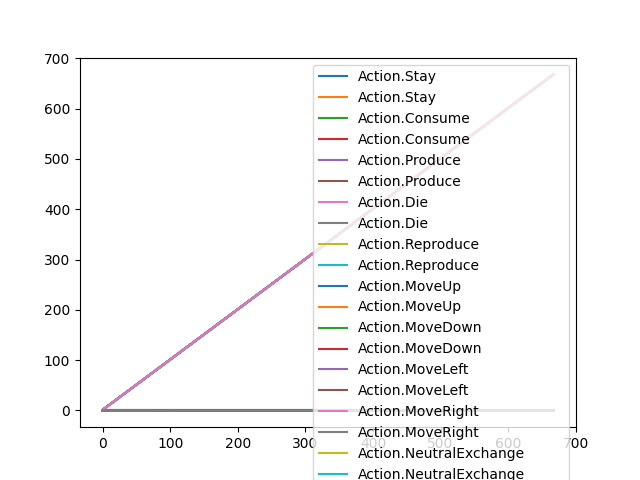 700
600
500
400
300
200
100
0
0
100
200
300
400
500
600
700
Action.Stay
Action.Stay
Action.Consume
Action.Consume
Action.Produce
Action.Produce
Action.Die
Action.Die
Action.Reproduce
Action.Reproduce
Action.MoveUp
Action.MoveUp
Action.MoveDown
Action.MoveDown
Action.MoveLeft
Action.MoveLeft
Action.MoveRight
Action.MoveRight
Action.NeutralExchange
Action.NeutralExchange